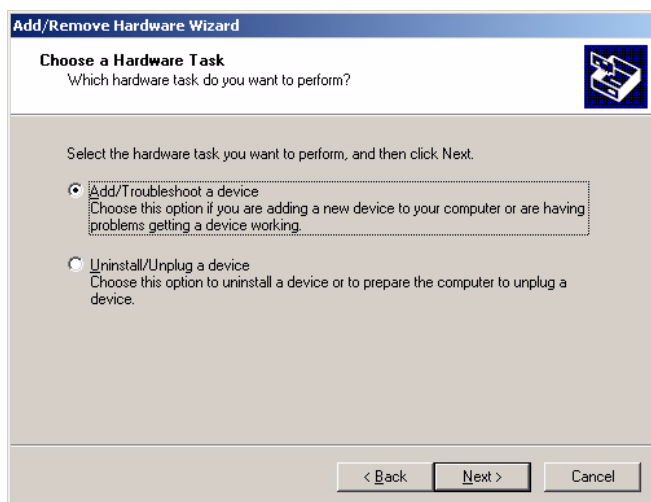 Add/Remove Hardware Wizard
Choose a Hardware Task
Which hardware task do you want to perform?
Select the hardware task you want to perform, and then click Next.
Add/Troubleshoot a device
Choose this option if you are adding a new device to your computer or are having
problems getting a device working.
Uninstall/Unplug a device
Choose this option to uninstall a device or to prepare the computer to unplug a
device.
< Back
Next >
Cancel